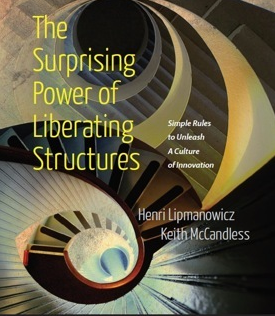 The
Surprising
Power of
Liberating
Structures
Simple Rules
to Unleash
A Culture
of Innovation
Henri Lipmanowicz
Keith McCandless